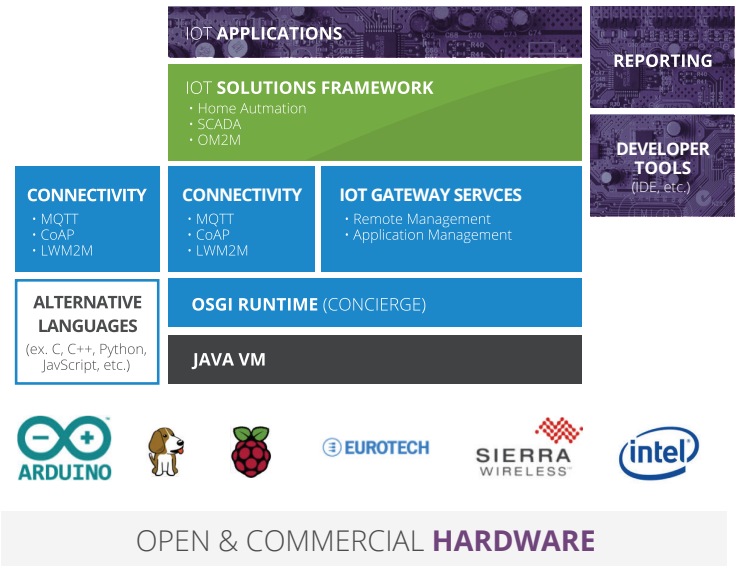 IOT APPLICATIONS
REPORTING
IOT SOLUTIONS FRAMEWORK
• Home Autmation
• SCADA
• OM2M
DEVELOPER
TOOLS
(IDE, etc.)
CONNECTIVITY
• MQTT
• CoAP
• LWM2M
CONNECTIVITY
• MQTT
• CoAP
• LWM2M
IOT GATEWAY SERVCES
• Remote Management
• Application Management
ALTERNATIVE
LANGUAGES
(ex. C, C++, Python,
JavScript, etc.)
OSGI RUNTIME (CONCIERGE)
JAVA VM
ARDUINO
EUROTECH
SIERRA
WIRELESS™
intel
OPEN & COMMERCIAL HARDWARE